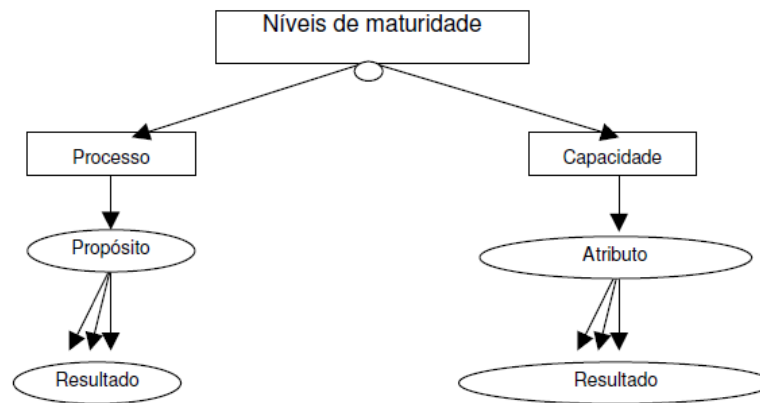 Níveis de maturidade
Processo
Capacidade
Propósito
Atributo
Resultado
Resultado